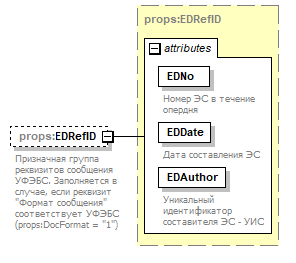 props:EDRefID
attributes
EDNo
Номер ЭС в течение
опердня
EDDate
Дата составления ЭС
EDAuthor
Уникальный
идентификатор
составителя ЭС - УИС
props:EDRefID
Призначная группа
реквизитов сообщения
УФЭБС. Заполняется в
случае, если реквизит
"Формат сообщения"
соответствует УФЭБС
(props:DocFormat = "1")